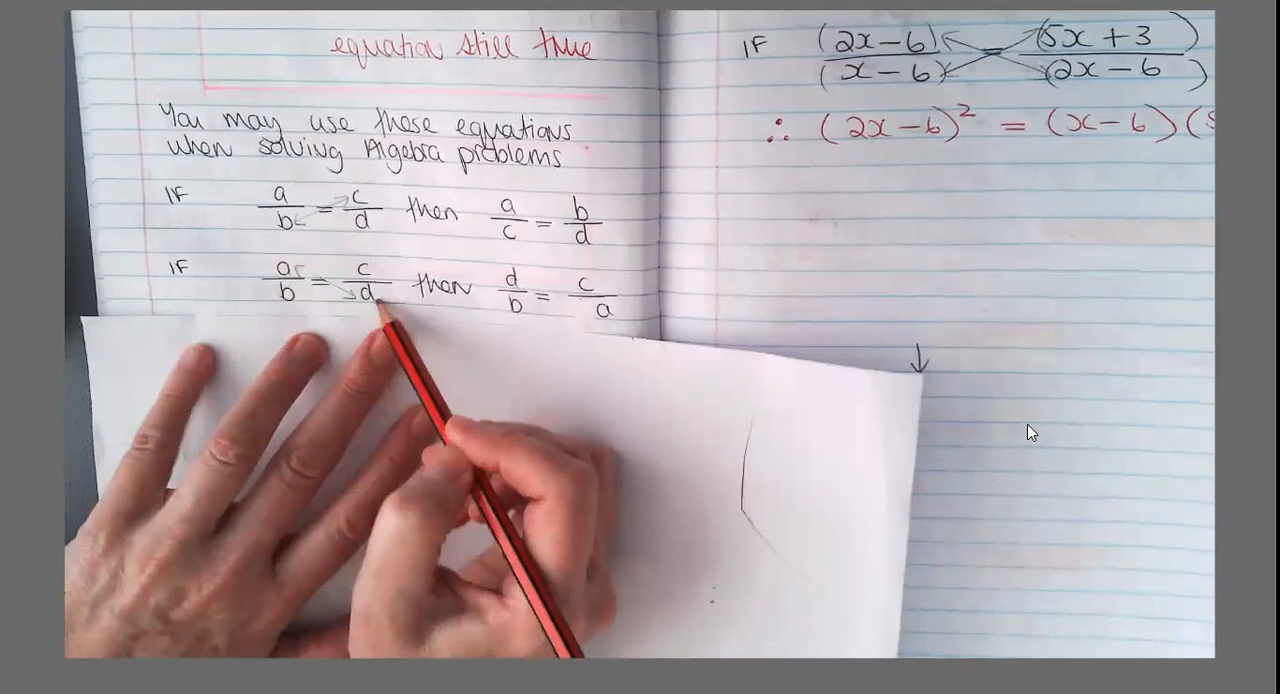 equation still true
You may use these equations
when solving Algebra problems
IF a/b = c/d then a/c = b/d
IF a/b = c/d then d/b = c/a
IF (2x-6)/(x-6) = (5x+3)/(2x-6)
∴ (2x-6)² = (x-6)(